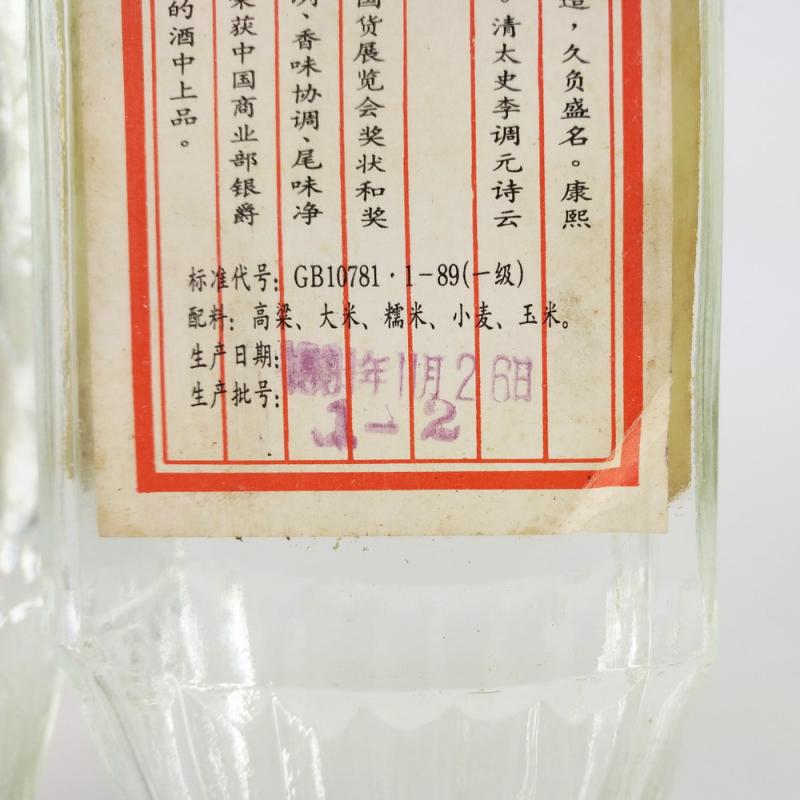 造，久负盛名。康熙
。清太史李调元诗云
国货展览会奖状和奖
、香味协调、尾味净
荣获中国商业部银爵
的酒中上品。
标准代号：GB10781·1-89(一级)
配料：高粱、大米、糯米、小麦、玉米。
生产日期：年11月26日
生产批号：1-2